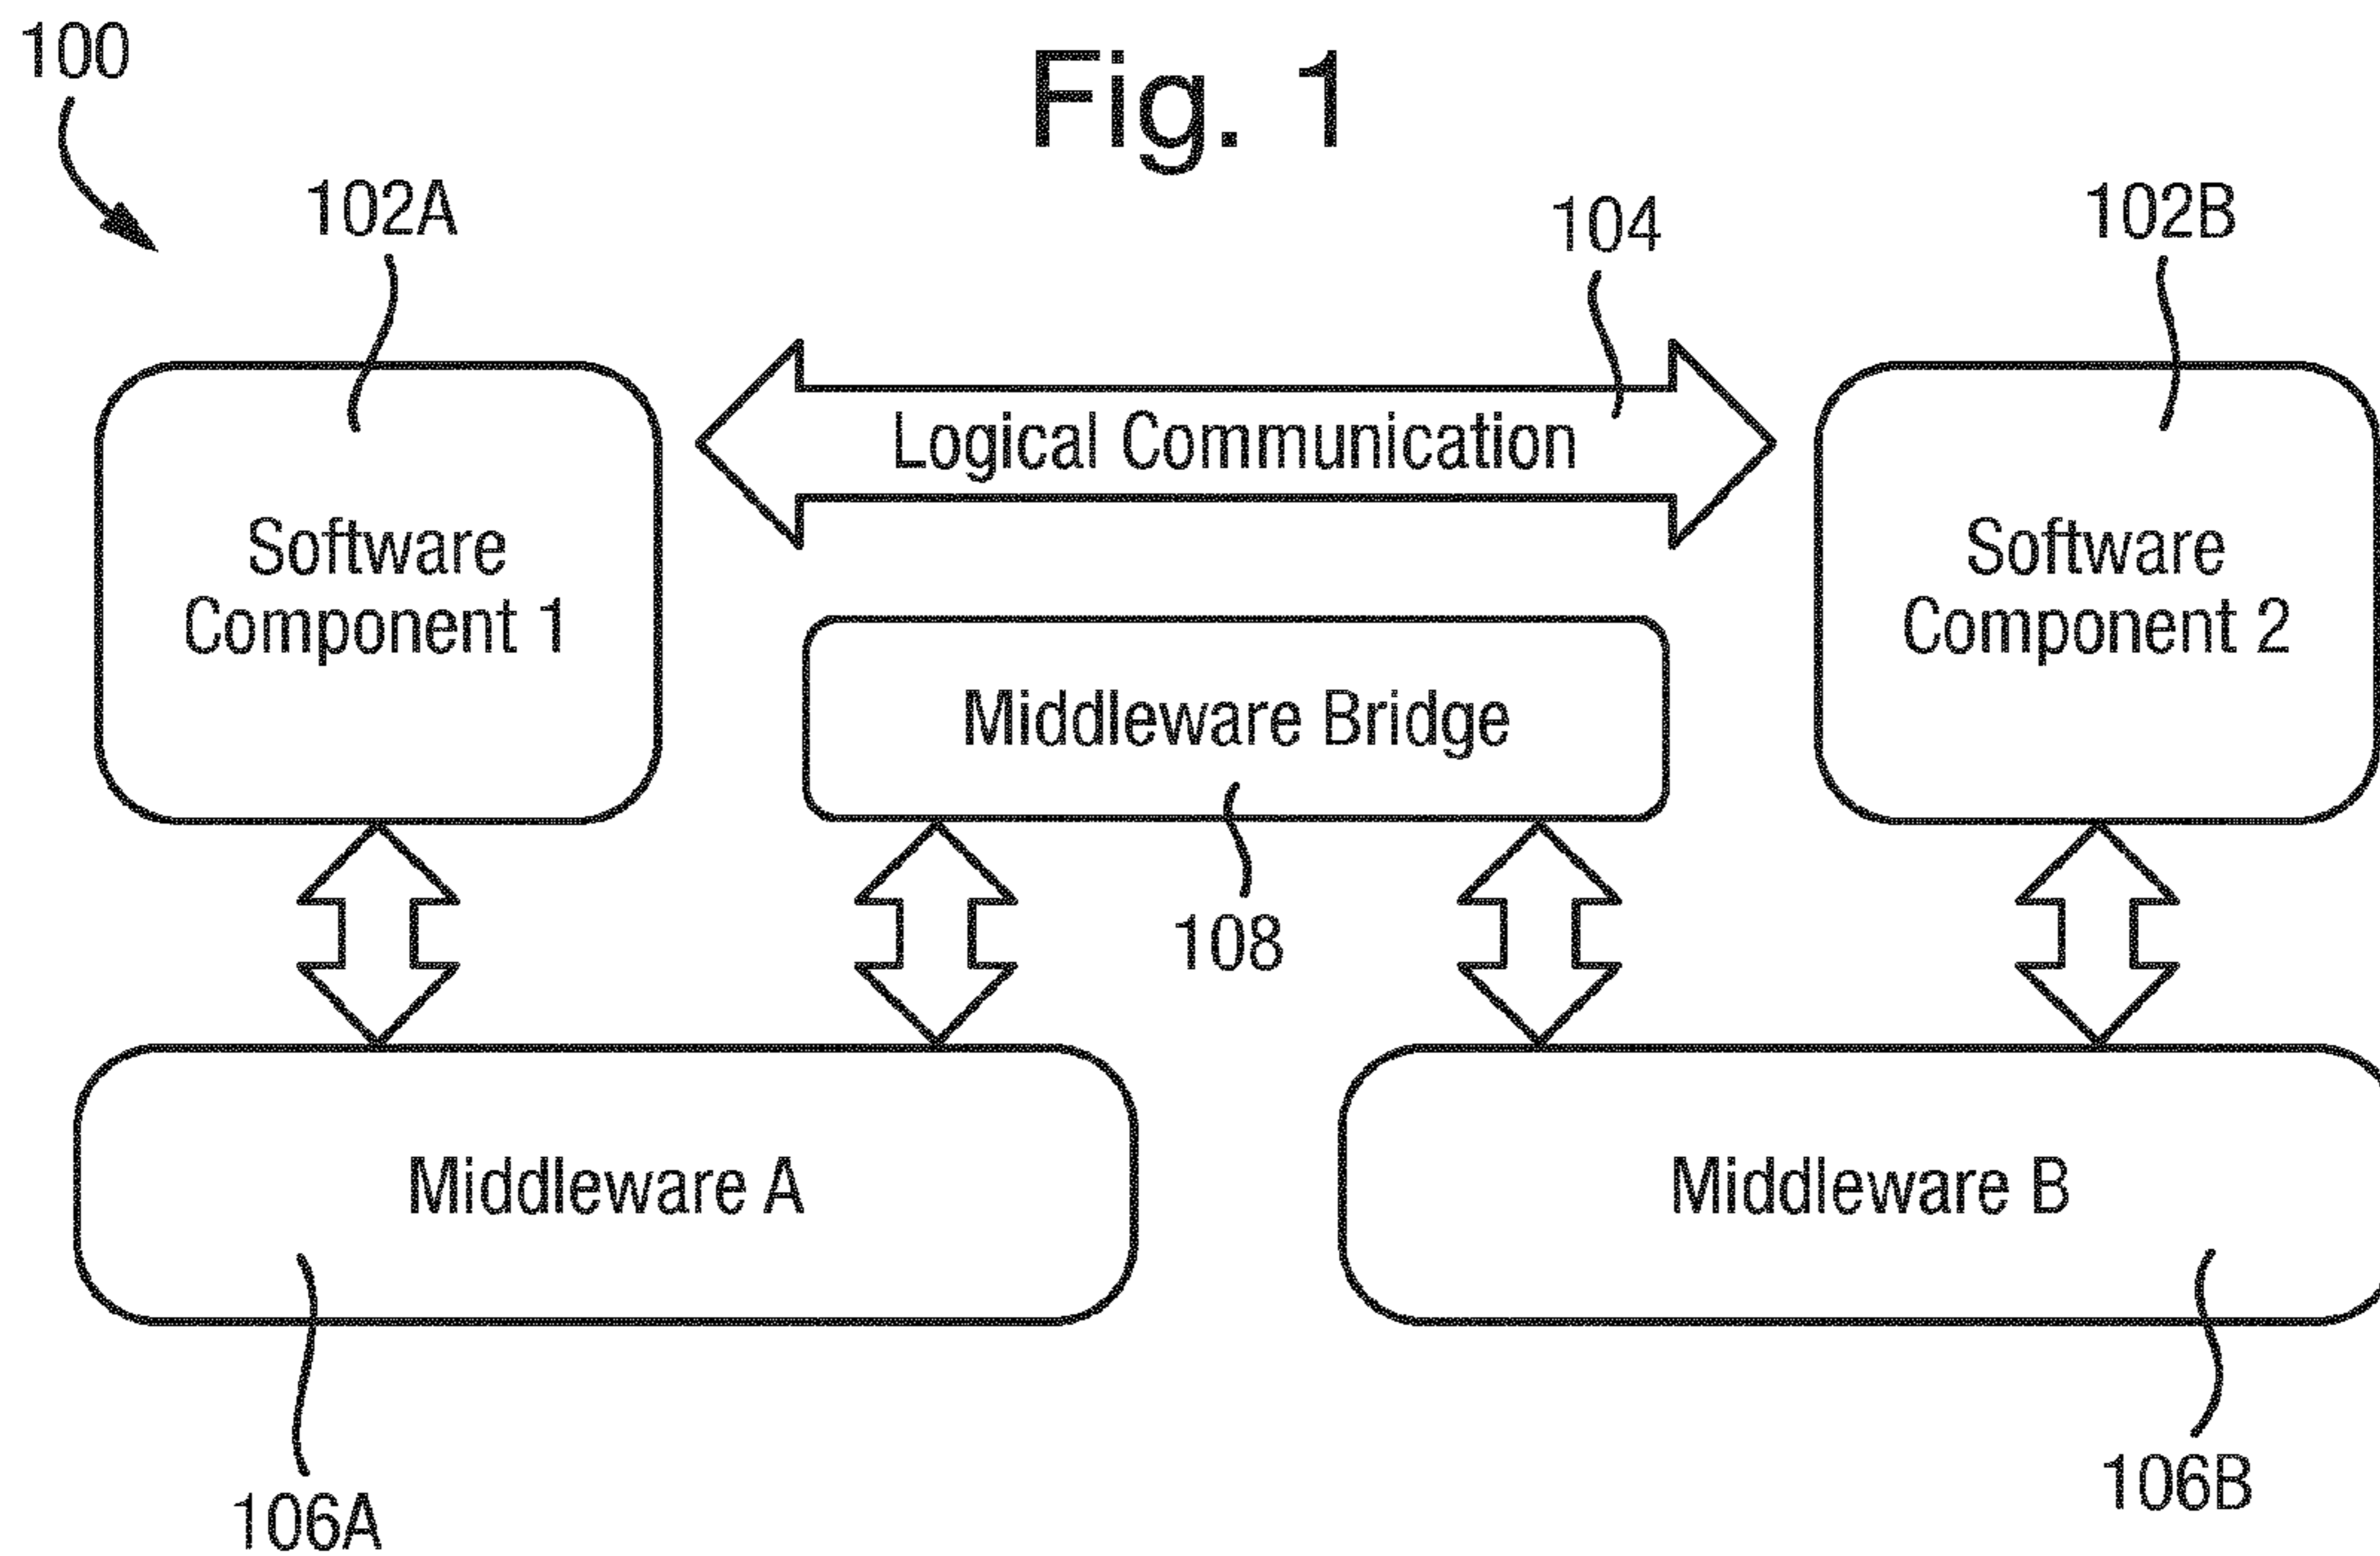 100
Fig. 1
102A
104
102B
Logical Communication
Software
Component 1
Software
Component 2
Middleware Bridge
108
Middleware A
Middleware B
106A
106B